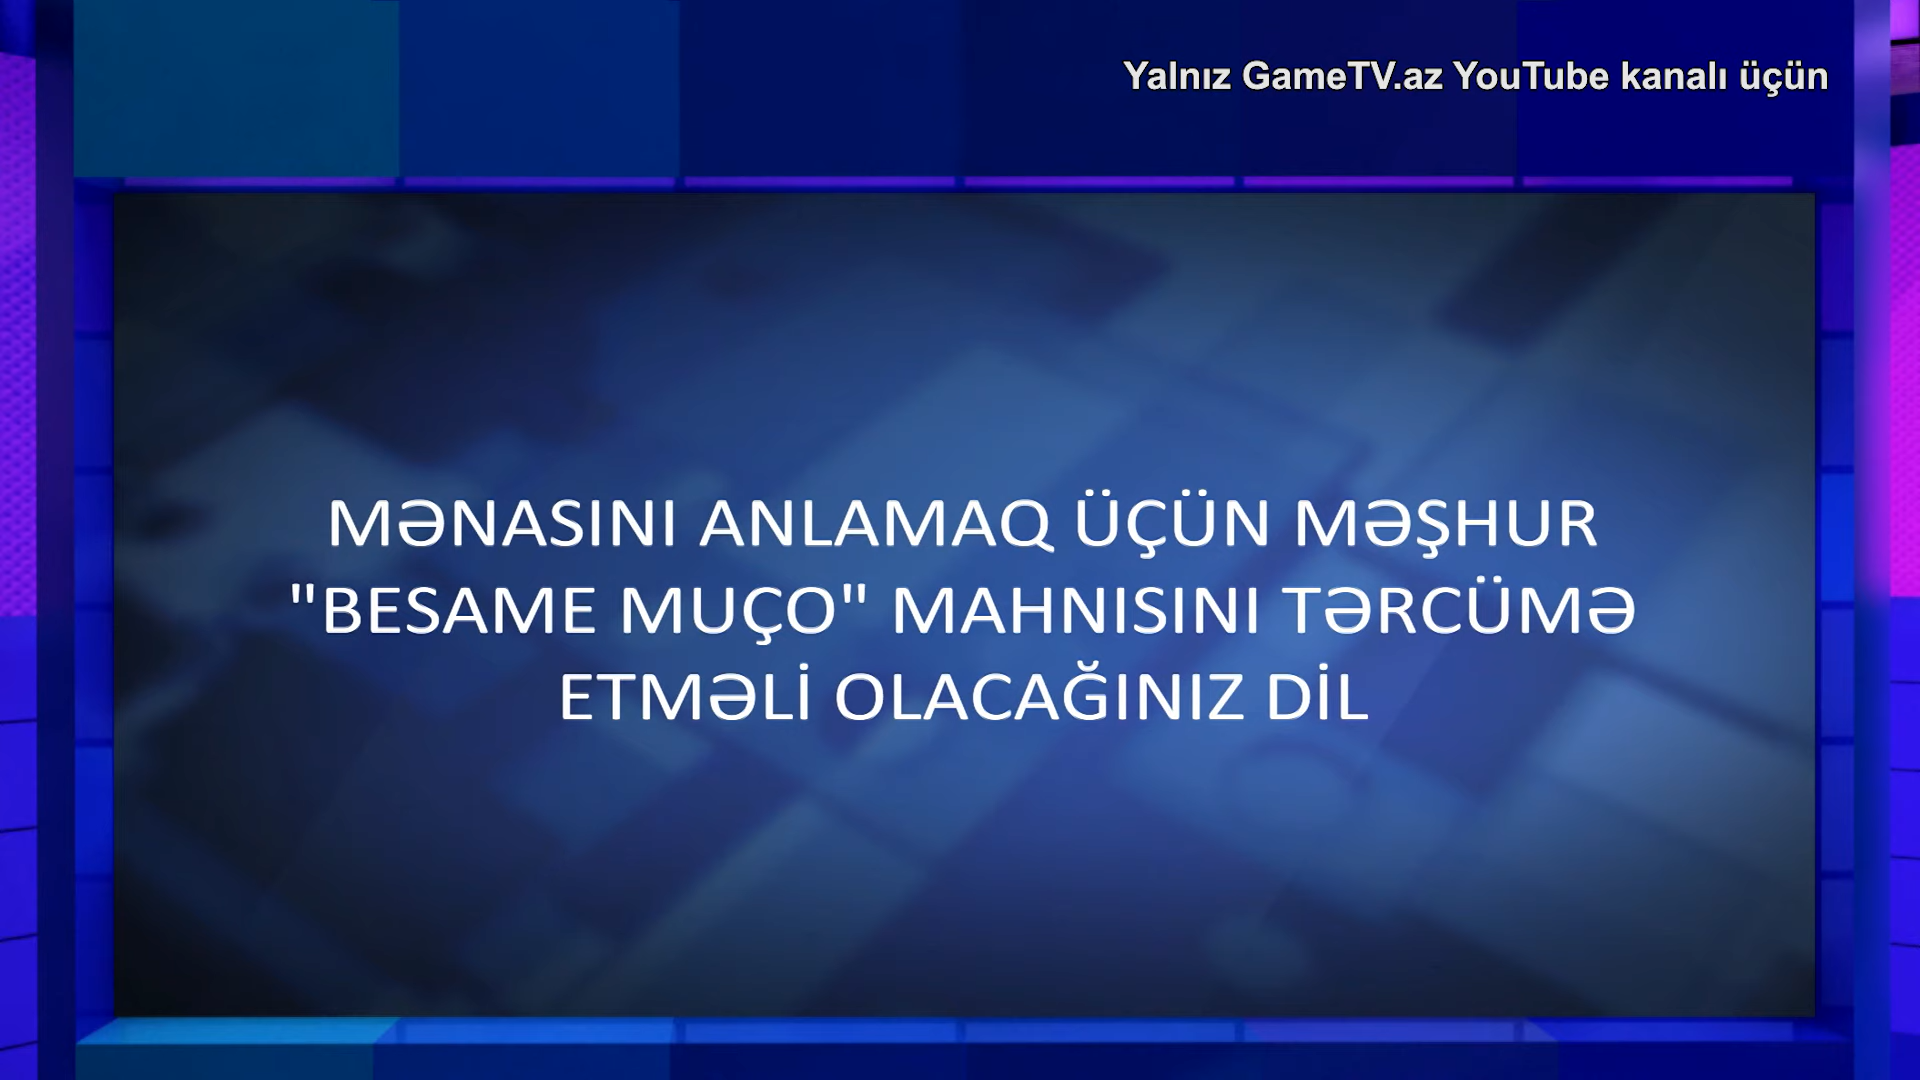 Yalnız GameTV.az YouTube kanalı üçün
MƏNASINI ANLAMAQ ÜÇÜN MƏŞHUR
"BESAME MUÇO" MAHNISINI TƏRCÜMƏ
ETMƏLİ OLACAĞINIZ DİL